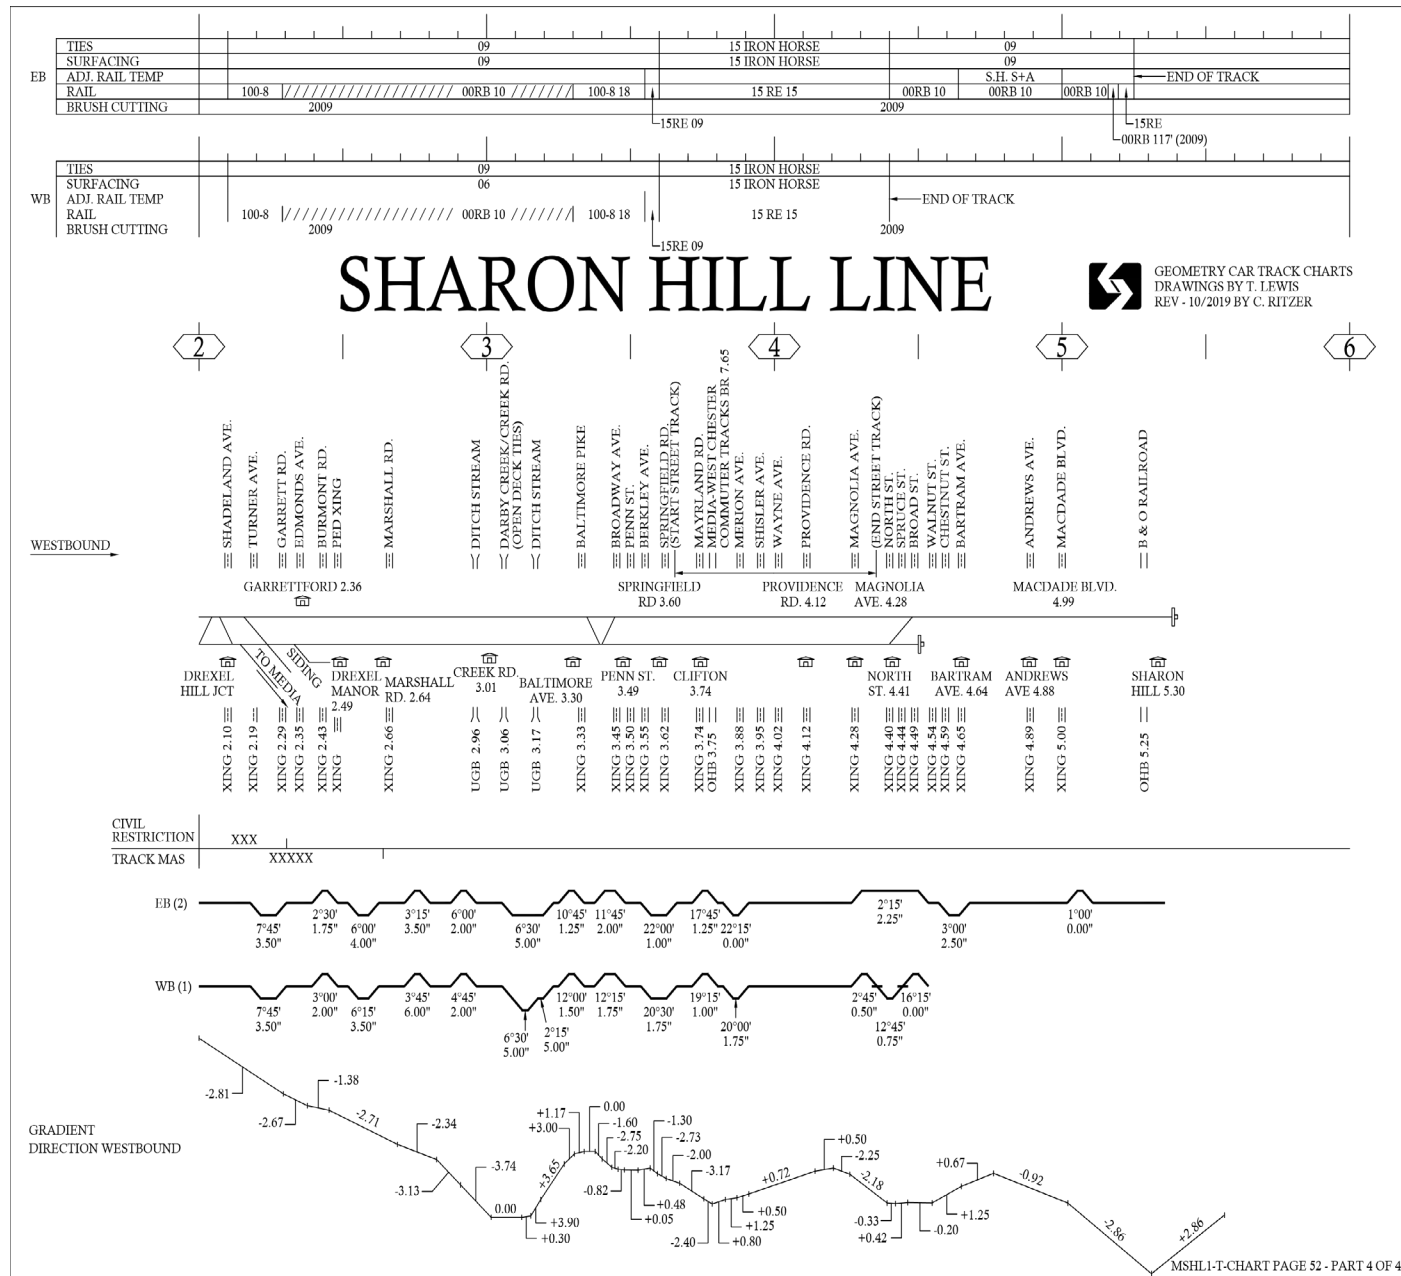 TIES 09 15 IRON HORSE 09
SURFACING 09 15 IRON HORSE 09
EB ADJ. RAIL TEMP S.H. S+A END OF TRACK
RAIL 100-8 00RB 10 100-8 18 15 RE 15 00RB 10 00RB 10 00RB 10
BRUSH CUTTING 2009 2009
15RE 09 15RE
00RB 117' (2009)
TIES 09 15 IRON HORSE
SURFACING 06 15 IRON HORSE
WB ADJ. RAIL TEMP END OF TRACK
RAIL 100-8 00RB 10 100-8 18 15 RE 15
BRUSH CUTTING 2009 2009
15RE 09
SHARON HILL LINE
GEOMETRY CAR TRACK CHARTS
DRAWINGS BY T. LEWIS
REV - 10/2019 BY C. RITZER
2 3 4 5 6
SHADELAND AVE.
TURNER AVE.
GARRETT RD.
EDMONDS AVE.
BURMONT RD.
PED XING
MARSHALL RD.
DITCH STREAM
DARBY CREEK/CREEK RD.
(OPEN DECK TIES)
DITCH STREAM
BALTIMORE PIKE
BROADWAY AVE.
PENN ST.
BERKLEY AVE.
SPRINGFIELD RD.
(START STREET TRACK)
MAYRLAND RD.
MEDIA-WEST CHESTER
COMMUTER TRACKS BR 7.65
MERION AVE.
SHISLER AVE.
WAYNE AVE.
PROVIDENCE RD.
MAGNOLIA AVE.
(END STREET TRACK)
NORTH ST.
SPRUCE ST.
BROAD ST.
WALNUT ST.
CHESTNUT ST.
BARTRAM AVE.
ANDREWS AVE.
MACDADE BLVD.
B & O RAILROAD
WESTBOUND
GARRETTFORD 2.36
SPRINGFIELD
RD 3.60
PROVIDENCE
RD. 4.12
MAGNOLIA
AVE. 4.28
MACDADE BLVD.
4.99
TO MEDIA
SIDING
DREXEL
HILL JCT
DREXEL
MANOR
2.49
MARSHALL
RD. 2.64
CREEK RD.
3.01
BALTIMORE
AVE. 3.30
PENN ST.
3.49
CLIFTON
3.74
NORTH
ST. 4.41
BARTRAM
AVE. 4.64
ANDREWS
AVE 4.88
SHARON
HILL 5.30
XING 2.10
XING 2.19
XING 2.29
XING 2.35
XING 2.43
XING
XING 2.66
UGB 2.96
UGB 3.06
UGB 3.17
XING 3.33
XING 3.45
XING 3.50
XING 3.55
XING 3.62
XING 3.74
OHB 3.75
XING 3.88
XING 3.95
XING 4.02
XING 4.12
XING 4.28
XING 4.40
XING 4.44
XING 4.49
XING 4.54
XING 4.59
XING 4.65
XING 4.89
XING 5.00
OHB 5.25
CIVIL
RESTRICTION XXX
TRACK MAS XXXXX
EB (2)
7°45' 2°30' 6°00' 3°15' 6°00' 6°30' 10°45' 11°45' 22°00' 17°45' 22°15' 2°15' 3°00' 1°00'
3.50" 1.75" 4.00" 3.50" 2.00" 5.00" 1.25" 2.00" 1.00" 1.25" 0.00" 2.25" 2.50" 0.00"
WB (1)
7°45' 3°00' 6°15' 3°45' 4°45' 6°30' 2°15' 12°00' 12°15' 20°30' 19°15' 20°00' 2°45' 12°45' 16°15'
3.50" 2.00" 3.50" 6.00" 2.00" 5.00" 5.00" 1.50" 1.75" 1.75" 1.00" 1.75" 0.50" 0.75" 0.00"
GRADIENT
DIRECTION WESTBOUND
-2.81 -2.67 -1.38 -2.71 -2.34 -3.13 -3.74 0.00 +0.30 +3.90 +3.65 +3.00 +1.17 0.00 -1.60 -2.75 -2.20 -0.82 +0.05 +0.48 -1.30 -2.73 -2.00 -3.17 -2.40 +0.80 +1.25 +0.50 +0.72 +0.50 -2.25 -2.18 -0.33 +0.42 -0.20 +1.25 +0.67 -0.92 -2.86 +2.86
MSHL1-T-CHART PAGE 52 - PART 4 OF 4